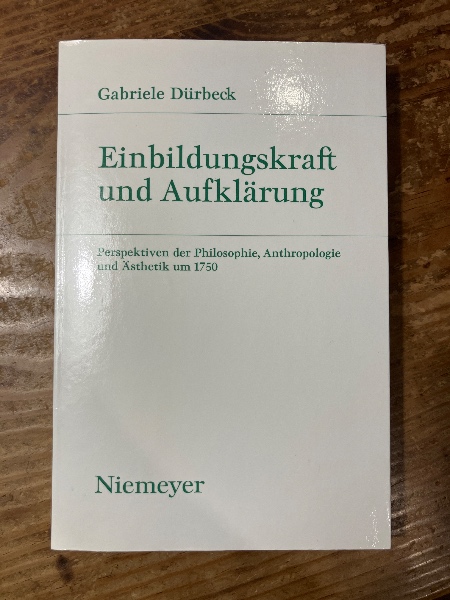 Gabriele Dürbeck
Einbildungskraft
und Aufklärung
Perspektiven der Philosophie, Anthropologie
und Ästhetik um 1750
Niemeyer